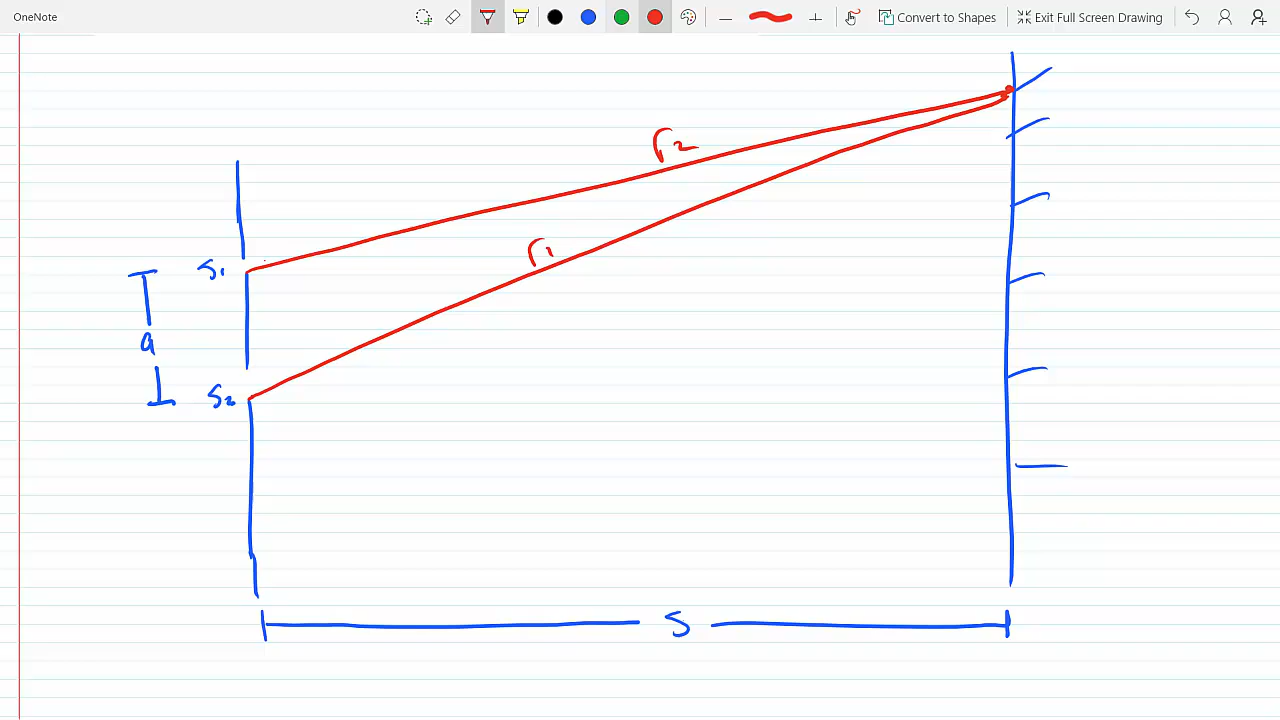 OneNote
Convert to Shapes
Exit Full Screen Drawing
r2
r1
S1
a
S2
S